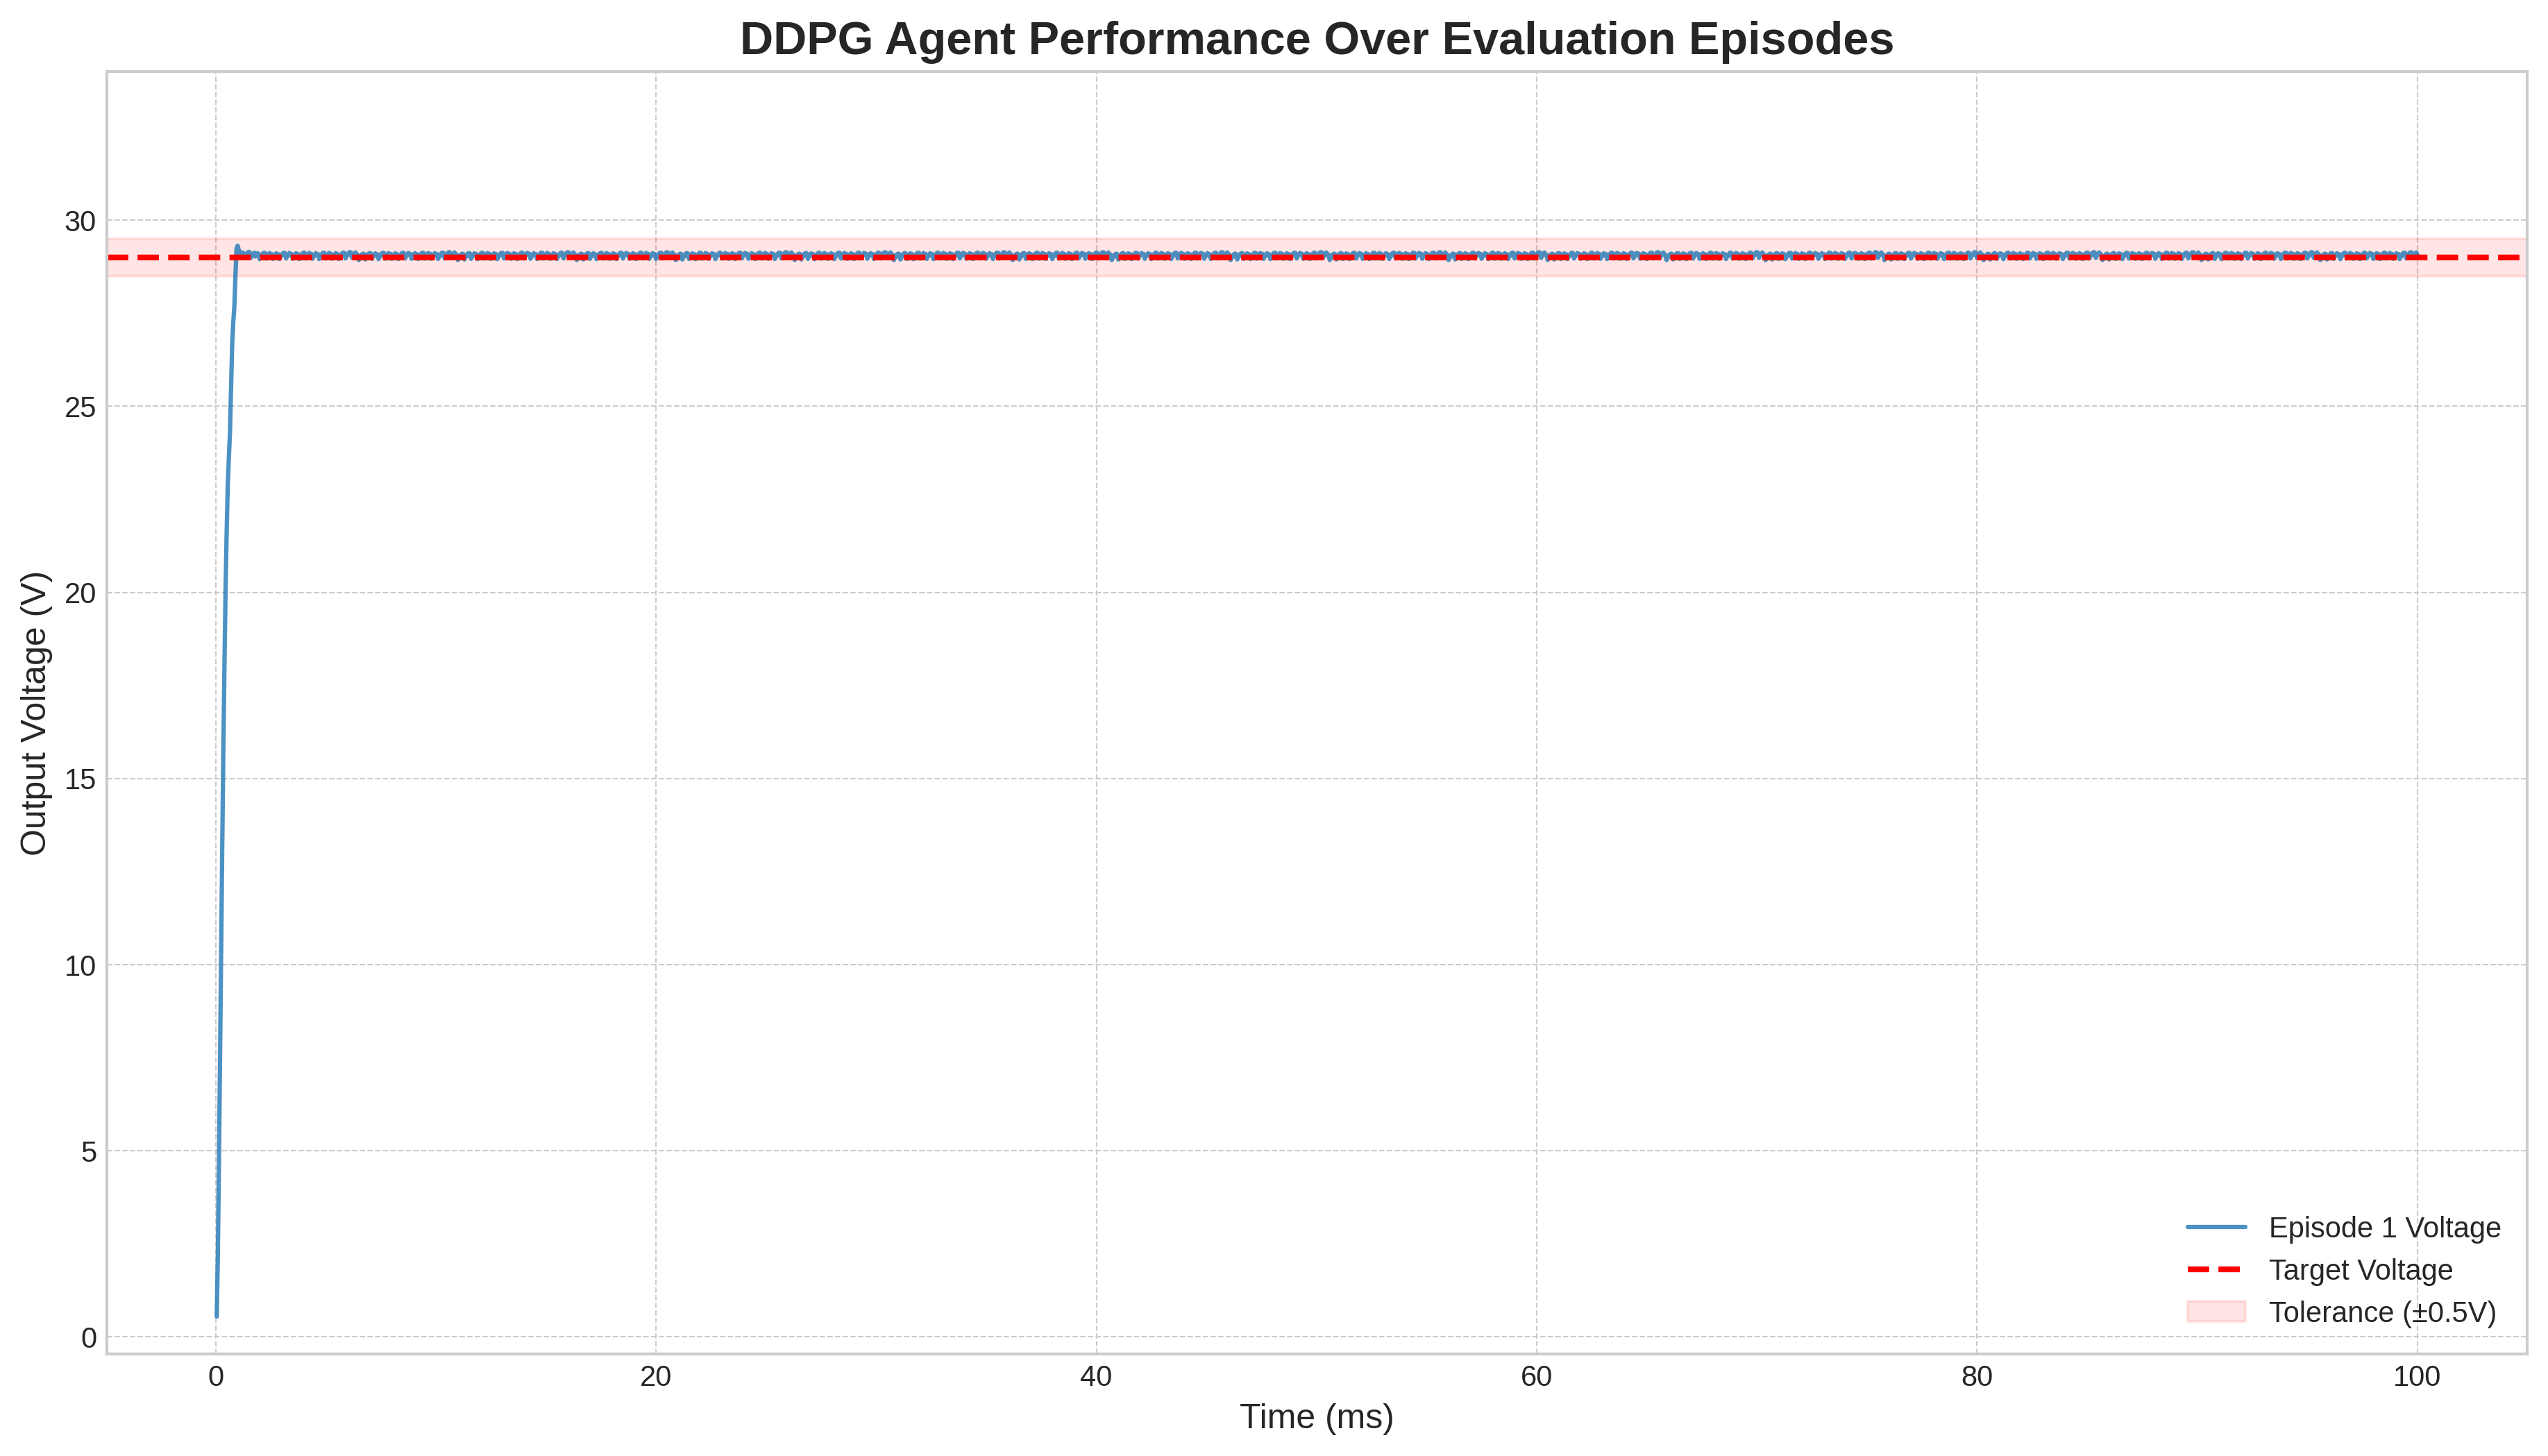 DDPG Agent Performance Over Evaluation Episodes
Output Voltage (V)
30
25
20
15
10
5
0
0 20 40 60 80 100
Time (ms)
Episode 1 Voltage
Target Voltage
Tolerance (±0.5V)